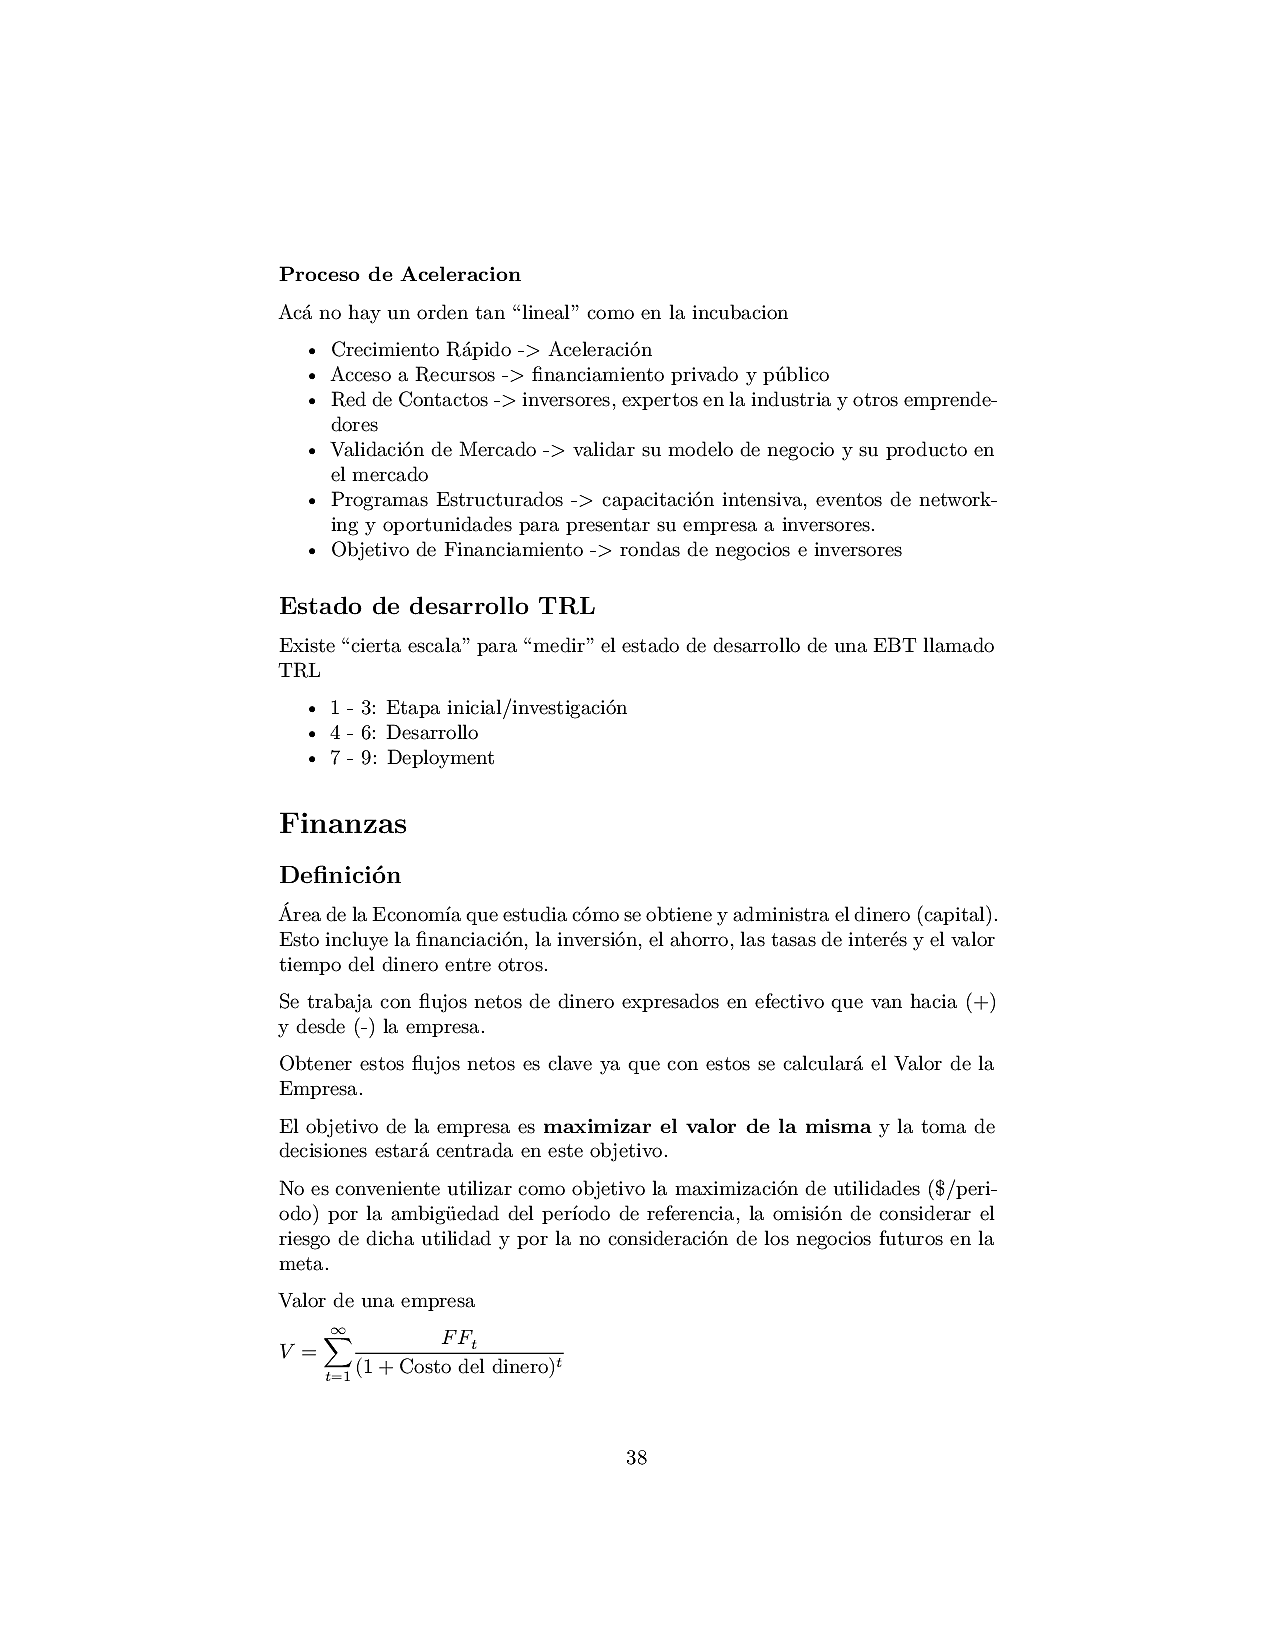 Proceso de Aceleracion
Acá no hay un orden tan “lineal” como en la incubacion
• Crecimiento Rápido -> Aceleración
• Acceso a Recursos -> financiamiento privado y público
• Red de Contactos -> inversores, expertos en la industria y otros emprende-
dores
• Validación de Mercado -> validar su modelo de negocio y su producto en
el mercado
• Programas Estructurados -> capacitación intensiva, eventos de network-
ing y oportunidades para presentar su empresa a inversores.
• Objetivo de Financiamiento -> rondas de negocios e inversores
Estado de desarrollo TRL
Existe “cierta escala” para “medir” el estado de desarrollo de una EBT llamado
TRL
• 1 - 3: Etapa inicial/investigación
• 4 - 6: Desarrollo
• 7 - 9: Deployment
Finanzas
Definición
Área de la Economía que estudia cómo se obtiene y administra el dinero (capital).
Esto incluye la financiación, la inversión, el ahorro, las tasas de interés y el valor
tiempo del dinero entre otros.
Se trabaja con flujos netos de dinero expresados en efectivo que van hacia (+)
y desde (-) la empresa.
Obtener estos flujos netos es clave ya que con estos se calculará el Valor de la
Empresa.
El objetivo de la empresa es maximizar el valor de la misma y la toma de
decisiones estará centrada en este objetivo.
No es conveniente utilizar como objetivo la maximización de utilidades ($/peri-
odo) por la ambigüedad del período de referencia, la omisión de considerar el
riesgo de dicha utilidad y por la no consideración de los negocios futuros en la
meta.
Valor de una empresa
$V = \sum_{t=1}^{\infty} \frac{FF_t}{(1 + \text{Costo del dinero})^t}$
38